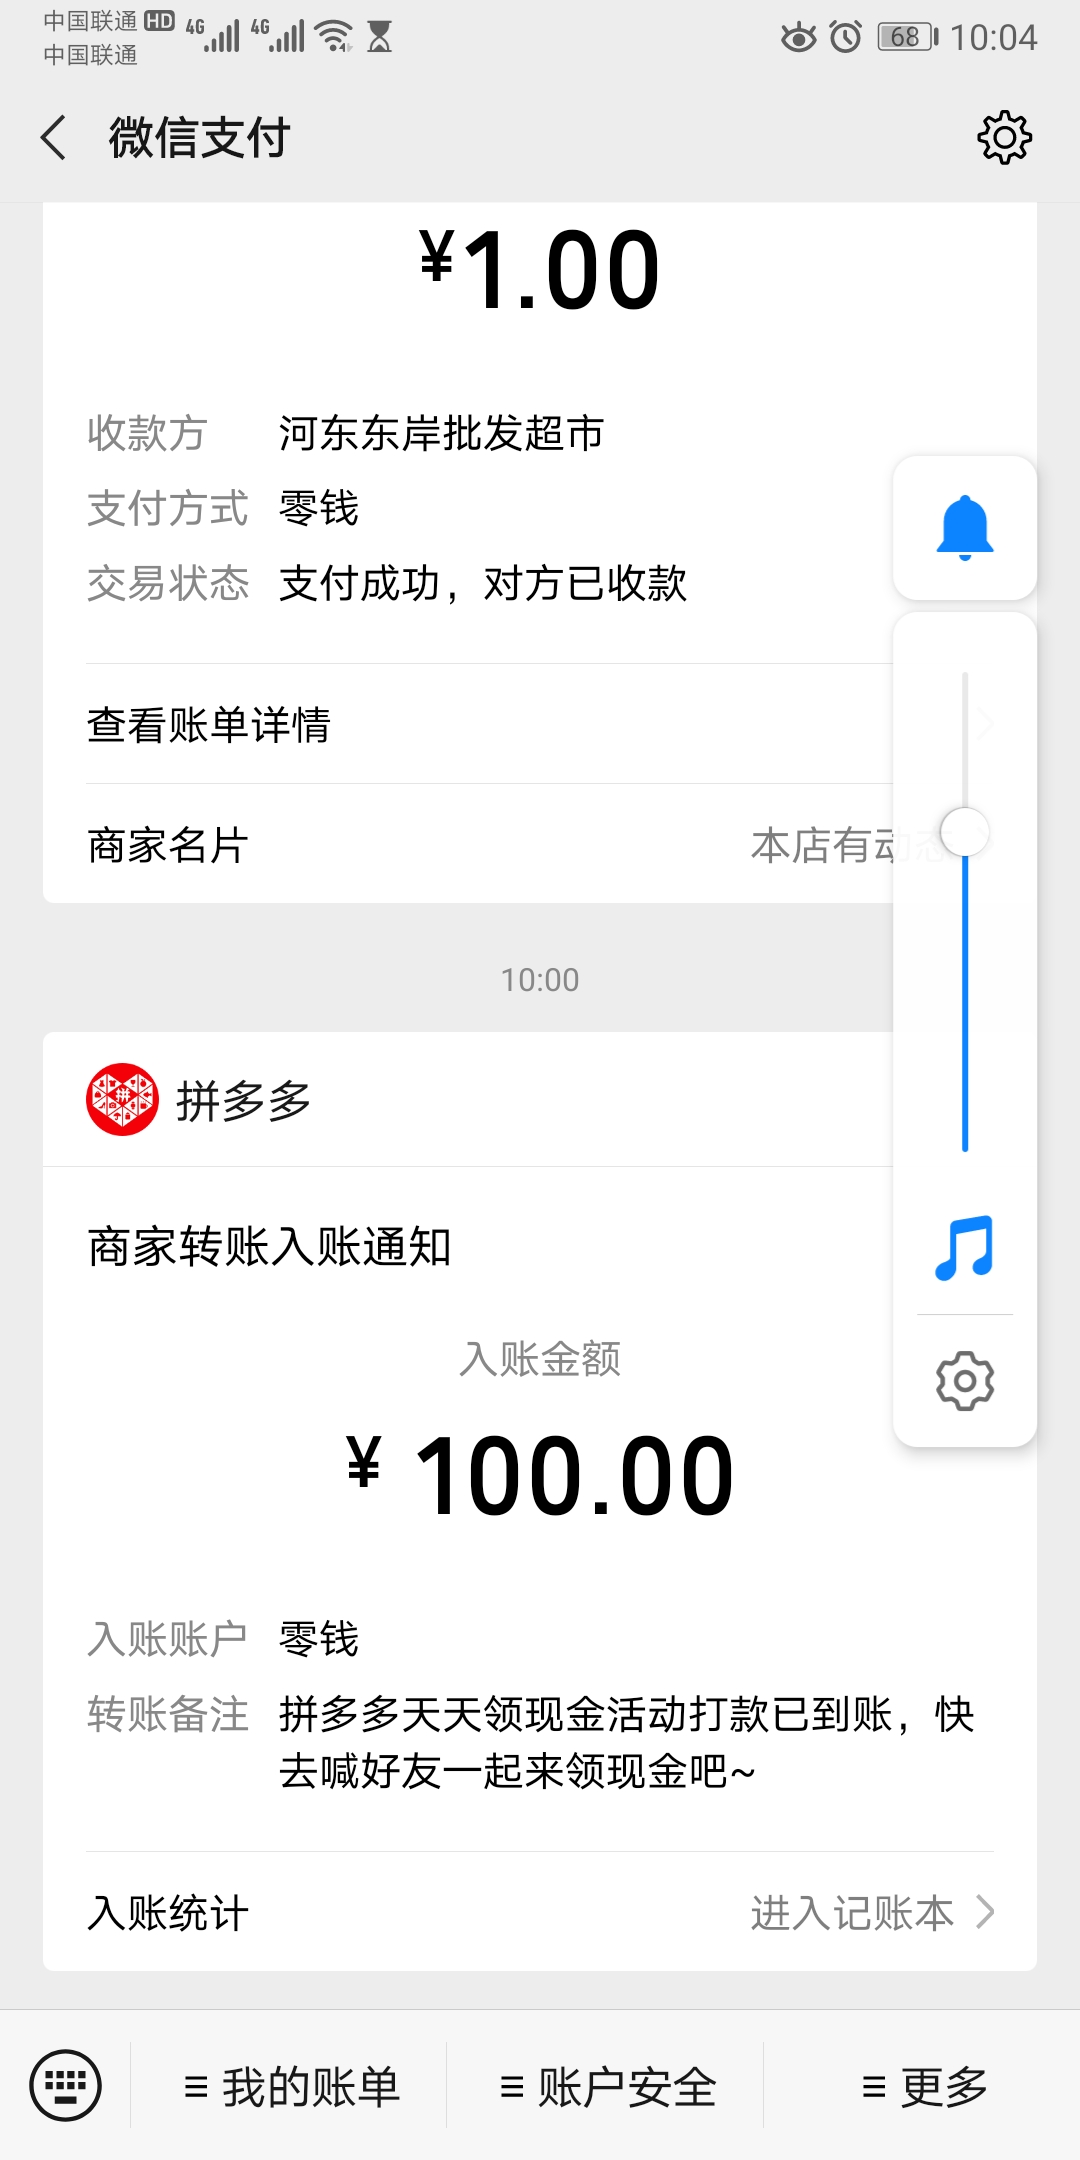 中国联通 HD 4G 4G 68 10:04
中国联通
微信支付
¥1.00
收款方 河东东岸批发超市
支付方式 零钱
交易状态 支付成功，对方已收款
查看账单详情
商家名片 本店有动态
10:00
拼多多
商家转账入账通知
入账金额
¥ 100.00
入账账户 零钱
转账备注 拼多多天天领现金活动打款已到账，快
去喊好友一起来领现金吧~
入账统计 进入记账本
我的账单 账户安全 更多